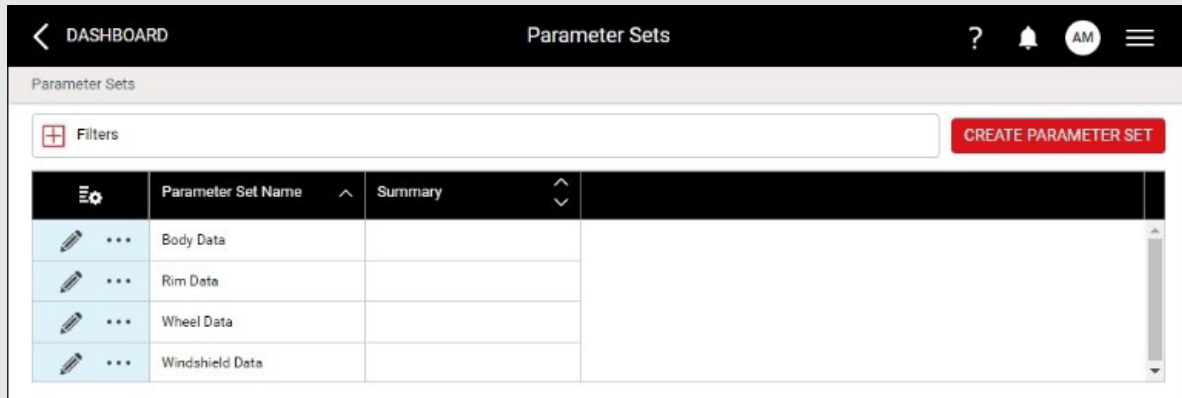 DASHBOARD Parameter Sets ? AM
Parameter Sets
Filters CREATE PARAMETER SET
Parameter Set Name Summary
Body Data
Rim Data
Wheel Data
Windshield Data